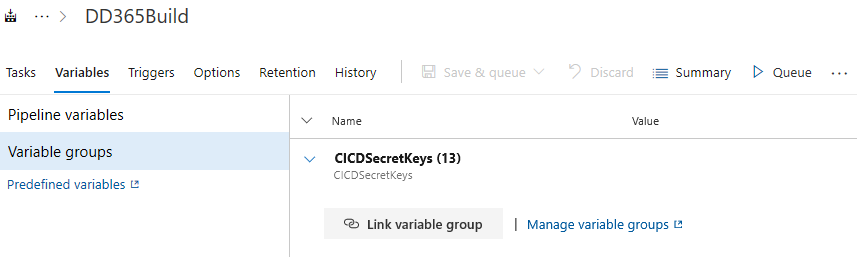 ... > DD365Build
Tasks Variables Triggers Options Retention History Save & queue Discard Summary Queue ...
Pipeline variables
Name Value
Variable groups
CICDSecretKeys (13)
CICDSecretKeys
Predefined variables
Link variable group | Manage variable groups